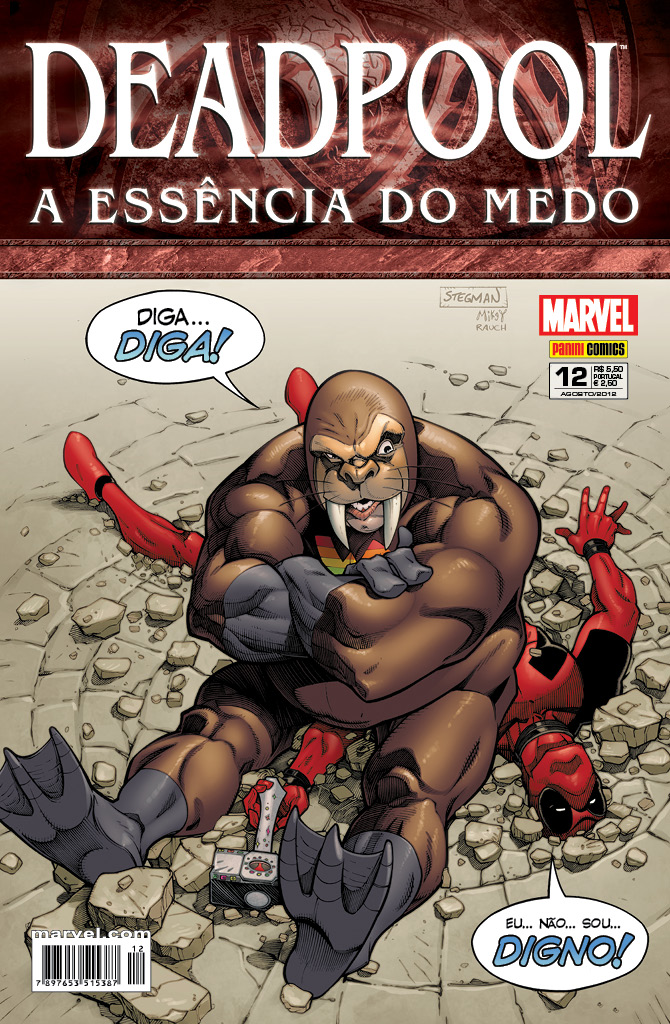 DEADPOOL™
A ESSÊNCIA DO MEDO
STEGMAN
MIKSY
RAUCH
MARVEL
PANINI COMICS
12
R$ 5,50
PORTUGAL
€ 2,50
AGOSTO/2012
DIGA...
DIGA!
EU... NÃO... SOU...
DIGNO!
marvel.com
12
7 897653 515387